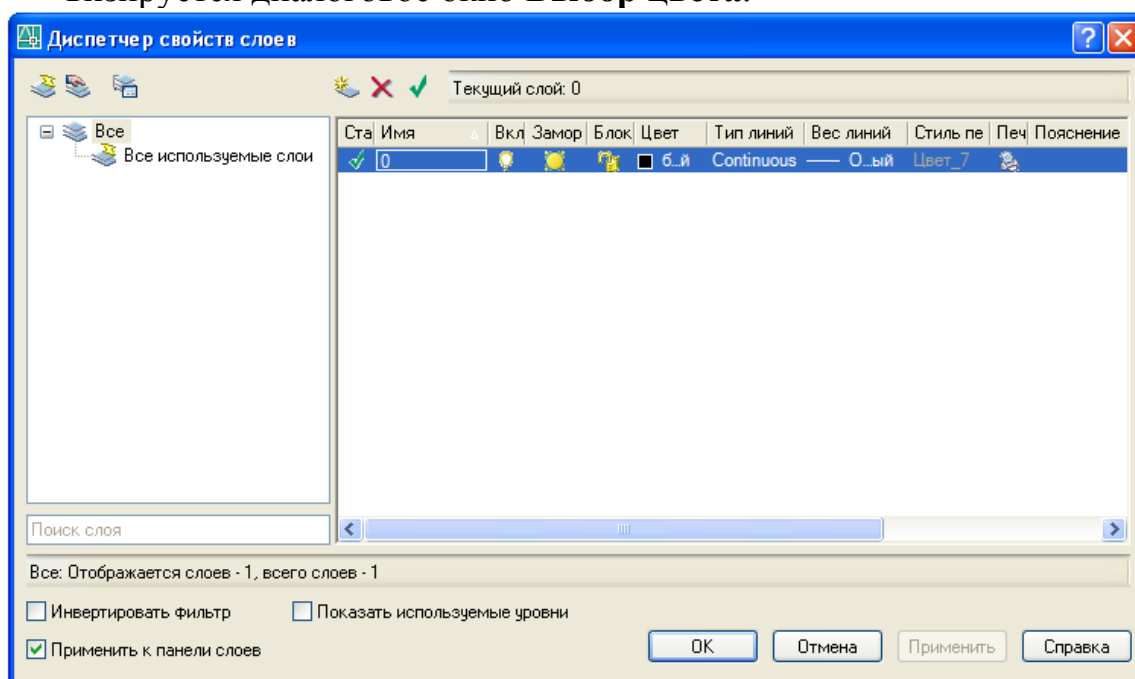 Диспетчер свойств слоев
Текущий слой: 0
Все
Все используемые слои
Ста Имя Вкл Замор Блок Цвет Тип линий Вес линий Стиль пе Печ Пояснение
0 б...й Continuous О...ый Цвет_7
Поиск слоя
Все: Отображается слоев - 1, всего слоев - 1
Инвертировать фильтр Показать используемые уровни
Применить к панели слоев
OK Отмена Применить Справка